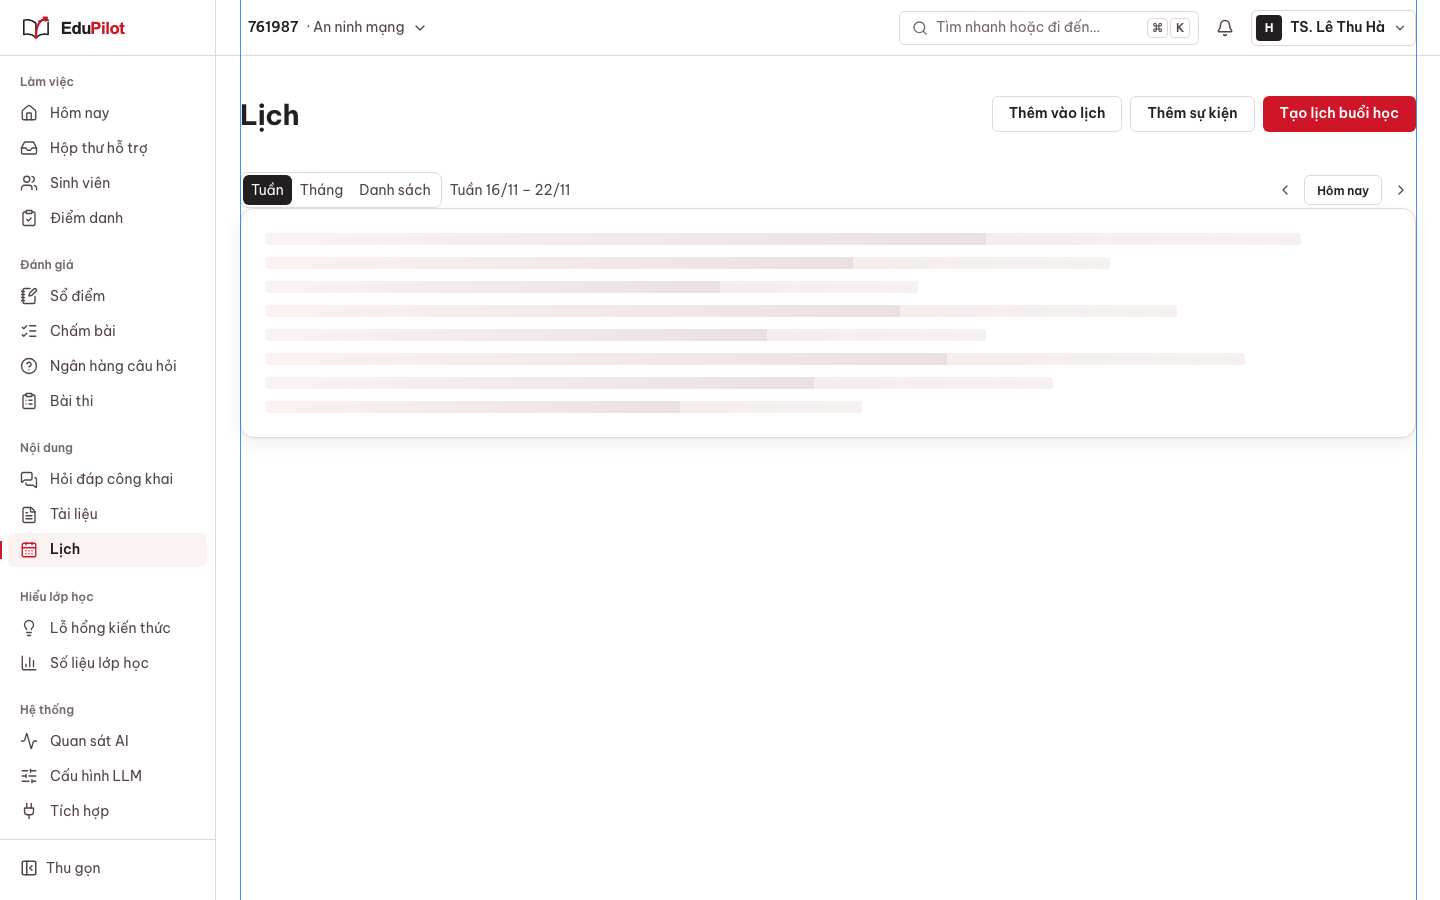 EduPilot
761987 · An ninh mạng
Tìm nhanh hoặc đi đến...
⌘ K
H
TS. Lê Thu Hà
Làm việc
Hôm nay
Hộp thư hỗ trợ
Sinh viên
Điểm danh
Đánh giá
Sổ điểm
Chấm bài
Ngân hàng câu hỏi
Bài thi
Nội dung
Hỏi đáp công khai
Tài liệu
Lịch
Hiểu lớp học
Lỗ hổng kiến thức
Số liệu lớp học
Hệ thống
Quan sát AI
Cấu hình LLM
Tích hợp
Thu gọn
Lịch
Thêm vào lịch
Thêm sự kiện
Tạo lịch buổi học
Tuần
Tháng
Danh sách
Tuần 16/11 – 22/11
Hôm nay